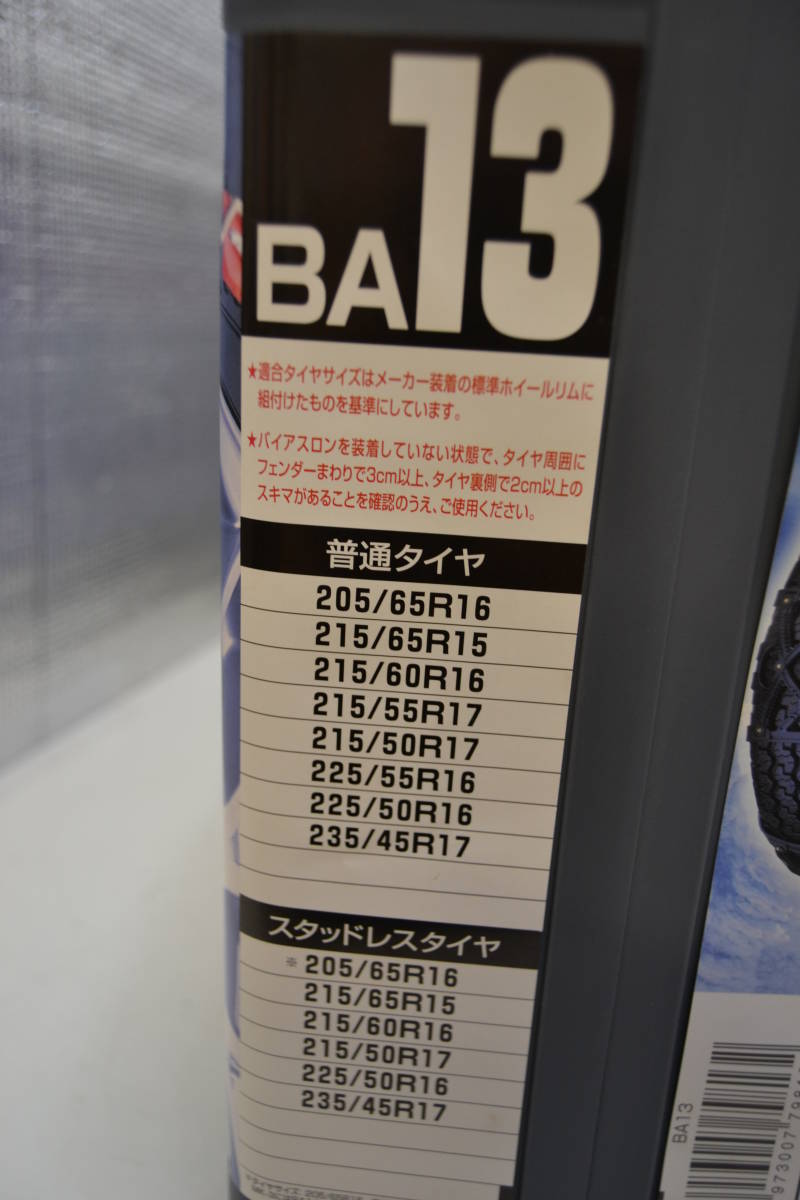 BA13
★適合タイヤサイズはメーカー装着の標準ホイールリムに
組付けたものを基準にしています。
★バイアスロンを装着していない状態で、タイヤ周囲に
フェンダーまわりで3cm以上、タイヤ裏側で2cm以上の
スキマがあることを確認のうえ、ご使用ください。
普通タイヤ
205/65R16
215/65R15
215/60R16
215/55R17
215/50R17
225/55R16
225/50R16
235/45R17
スタッドレスタイヤ
※ 205/65R16
215/65R15
215/60R16
215/50R17
225/50R16
235/45R17
BA13